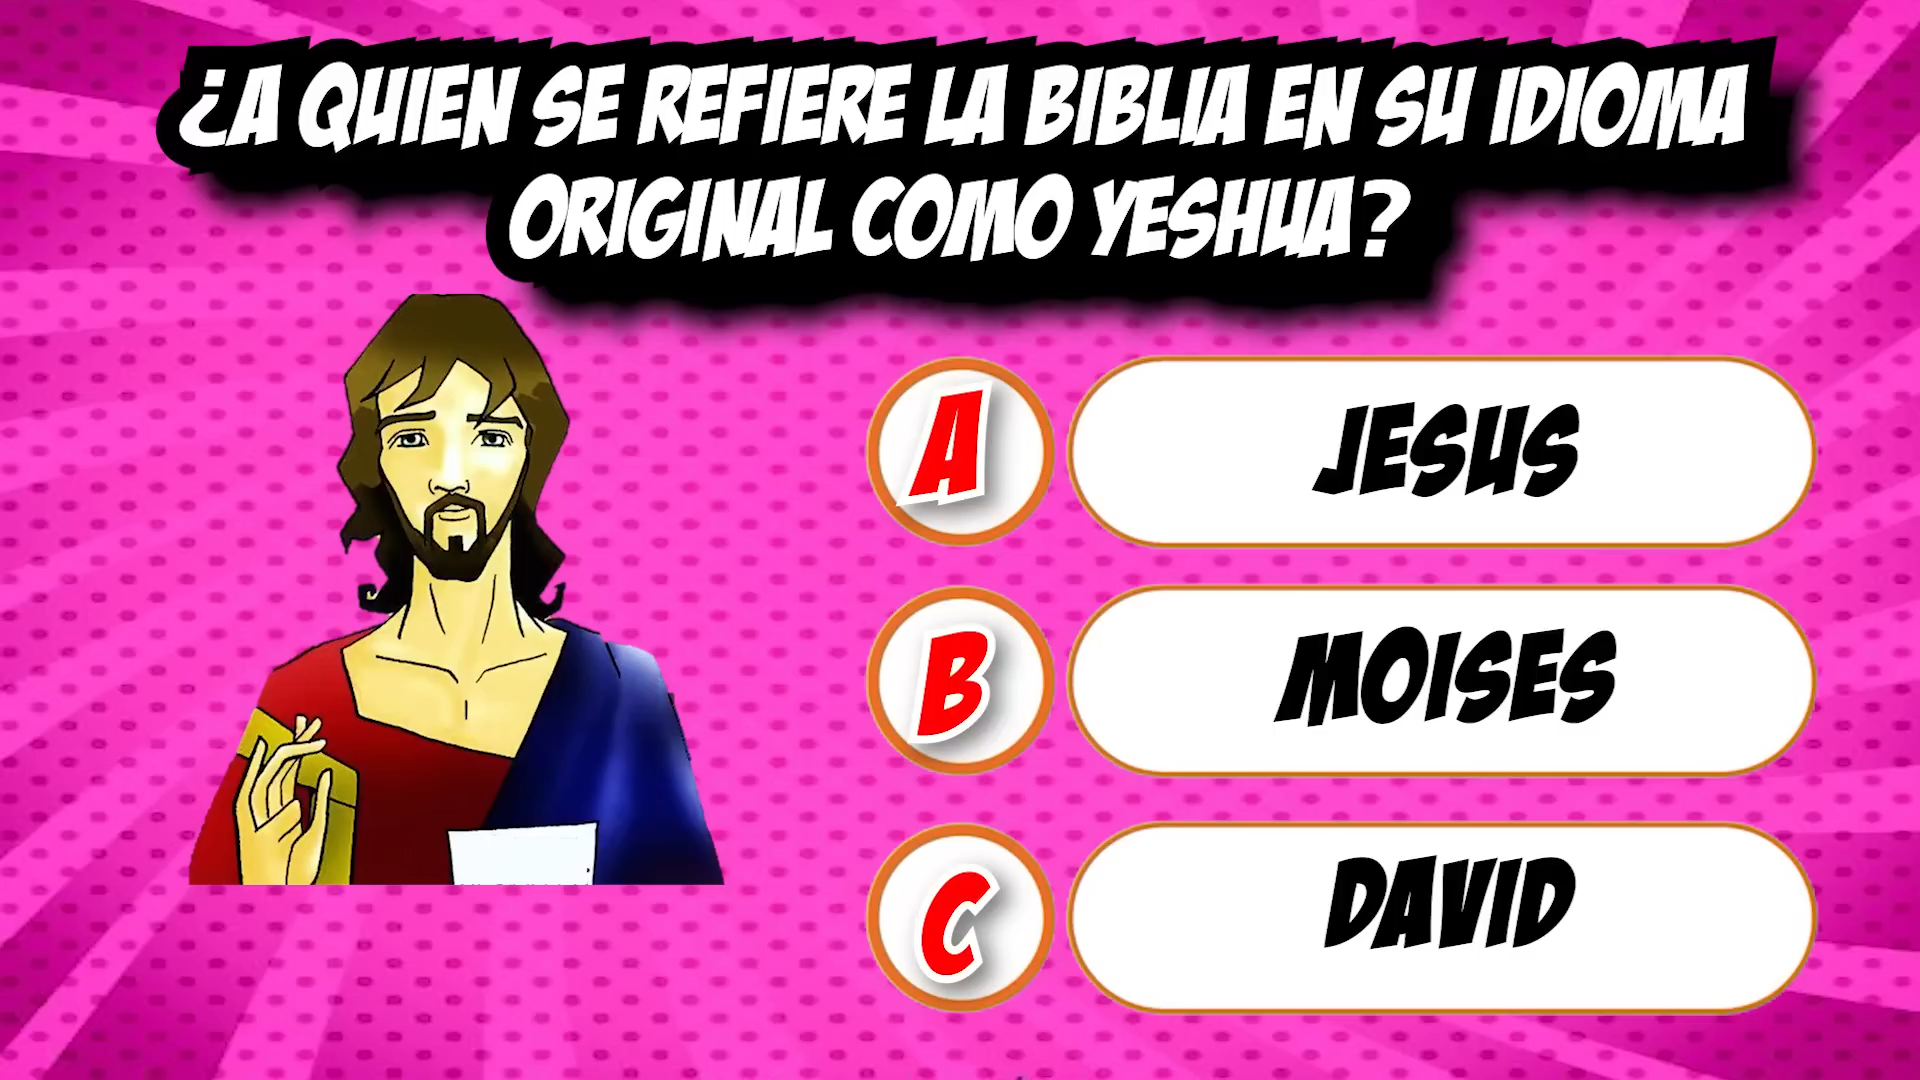 ¿A QUIEN SE REFIERE LA BIBLIA EN SU IDIOMA
ORIGINAL COMO YESHUA?
A JESUS
B MOISES
C DAVID